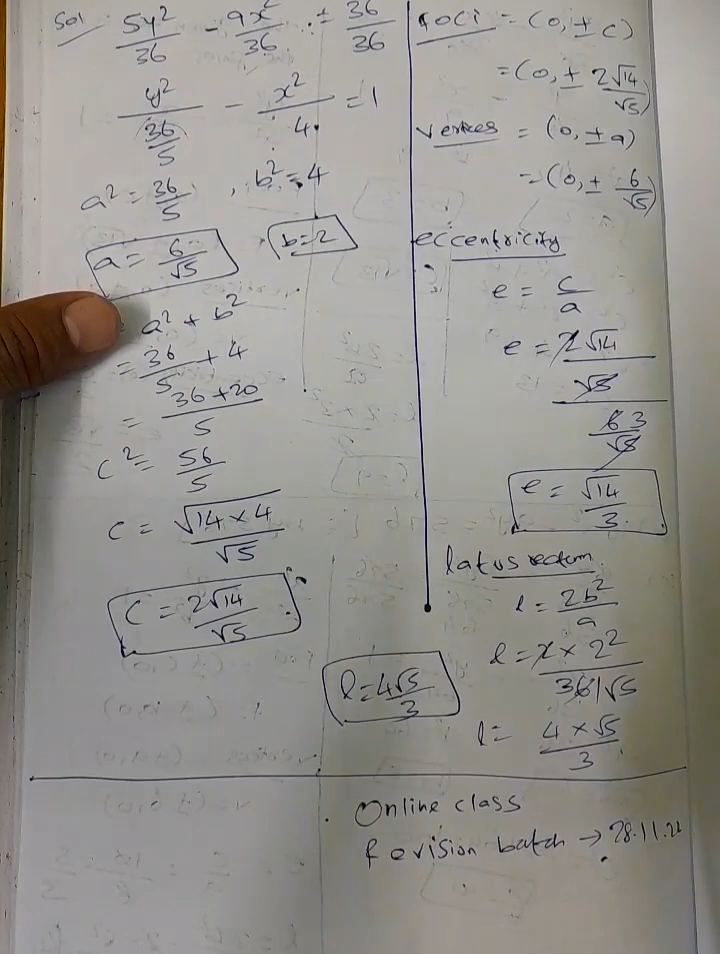 Sol
5y²/36 - 9x²/36 = 36/36
y²/(36/5) - x²/4 = 1
a² = 36/5 , b² = 4
a = 6/√5 b = 2
= a² + b²
= 36/5 + 4
= (36+20)/5
c² = 56/5
c = √(14×4)/√5
c = 2√14/√5
foci = (0, ± c)
= (0, ± 2√14/√5)
vertices = (0, ± a)
= (0, ± 6/√5)
eccentricity
e = c/a
e = (2√14/√5)/(6 3/√5)
e = √14/3
latus rectum
l = 2b²/a
l = 2 × 2²/(3 6/√5)
l = 4×√5/3
l = 4√5/3
Online class
Revision batch → 28.11.21